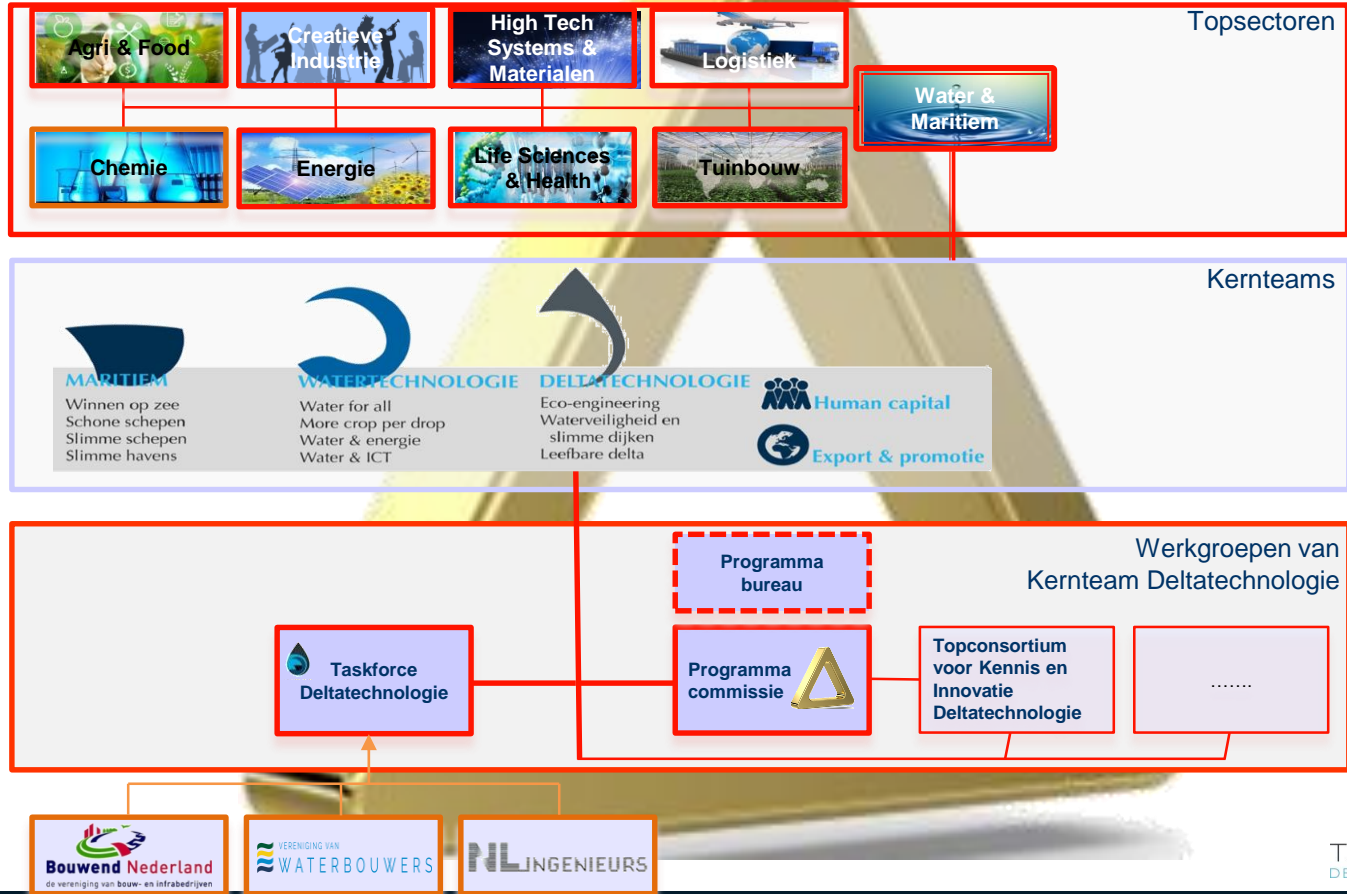 Topsectoren
Agri & Food
Creatieve
Industrie
High Tech
Systems &
Materialen
Logistiek
Water &
Maritiem
Chemie
Energie
Life Sciences
& Health
Tuinbouw
Kernteams
MARITIEM
Winnen op zee
Schone schepen
Slimme schepen
Slimme havens
WATERTECHNOLOGIE
Water for all
More crop per drop
Water & energie
Water & ICT
DELTATECHNOLOGIE
Eco-engineering
Waterveiligheid en
slimme dijken
Leefbare delta
Human capital
Export & promotie
Werkgroepen van
Kernteam Deltatechnologie
Programma
bureau
Taskforce
Deltatechnologie
Programma
commissie
Topconsortium
voor Kennis en
Innovatie
Deltatechnologie
.......
Bouwend Nederland
de vereniging van bouw- en infrabedrijven
VERENIGING VAN
WATERBOUWERS
NLINGENIEURS
T
DE